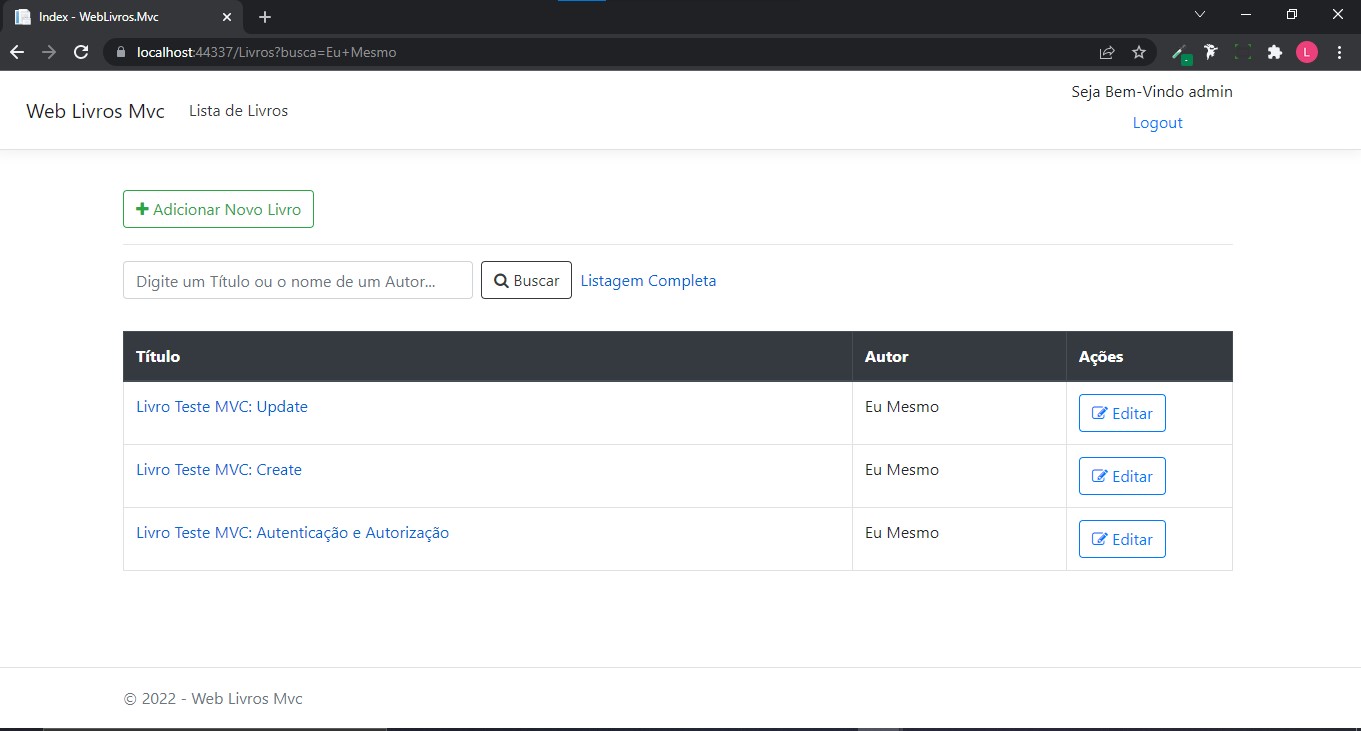 Index - WebLivros.Mvc
localhost:44337/Livros?busca=Eu+Mesmo
L
Web Livros Mvc Lista de Livros
Seja Bem-Vindo admin
Logout
Adicionar Novo Livro
Digite um Título ou o nome de um Autor... Buscar Listagem Completa
Título Autor Ações
Livro Teste MVC: Update Eu Mesmo Editar
Livro Teste MVC: Create Eu Mesmo Editar
Livro Teste MVC: Autenticação e Autorização Eu Mesmo Editar
© 2022 - Web Livros Mvc